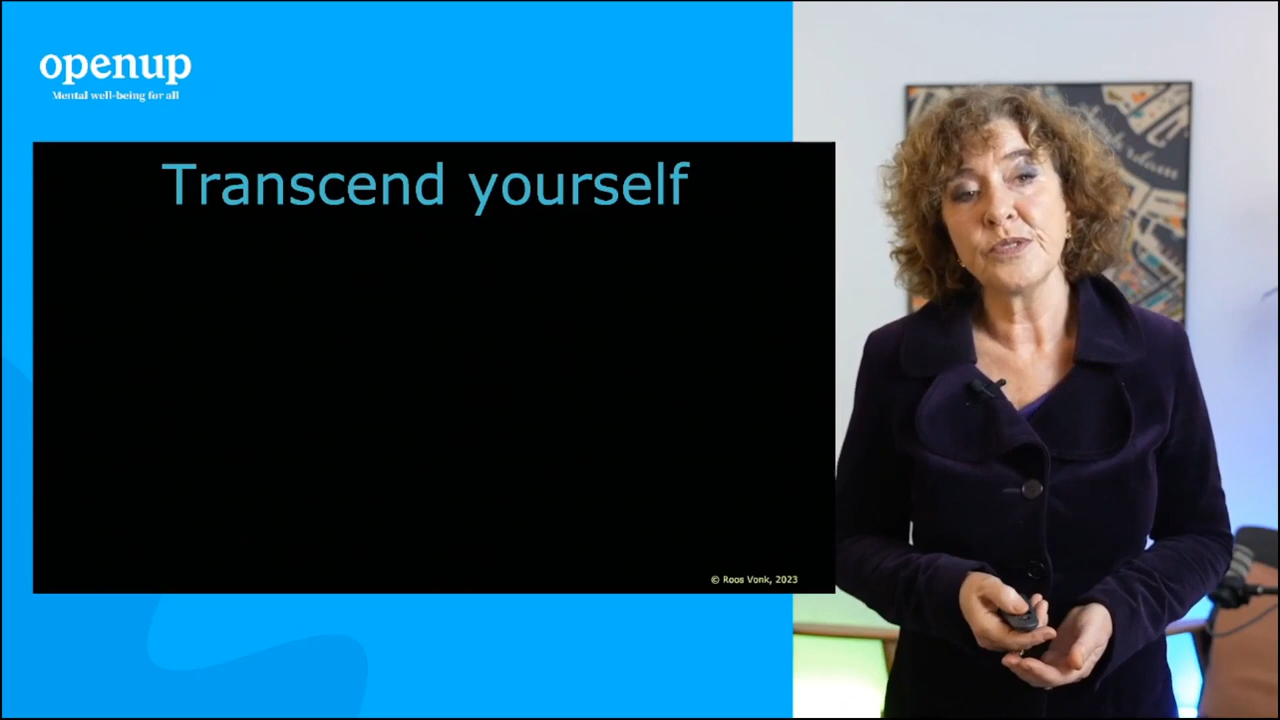 openup
Mental well-being for all
Transcend yourself
© Roos Vonk, 2023